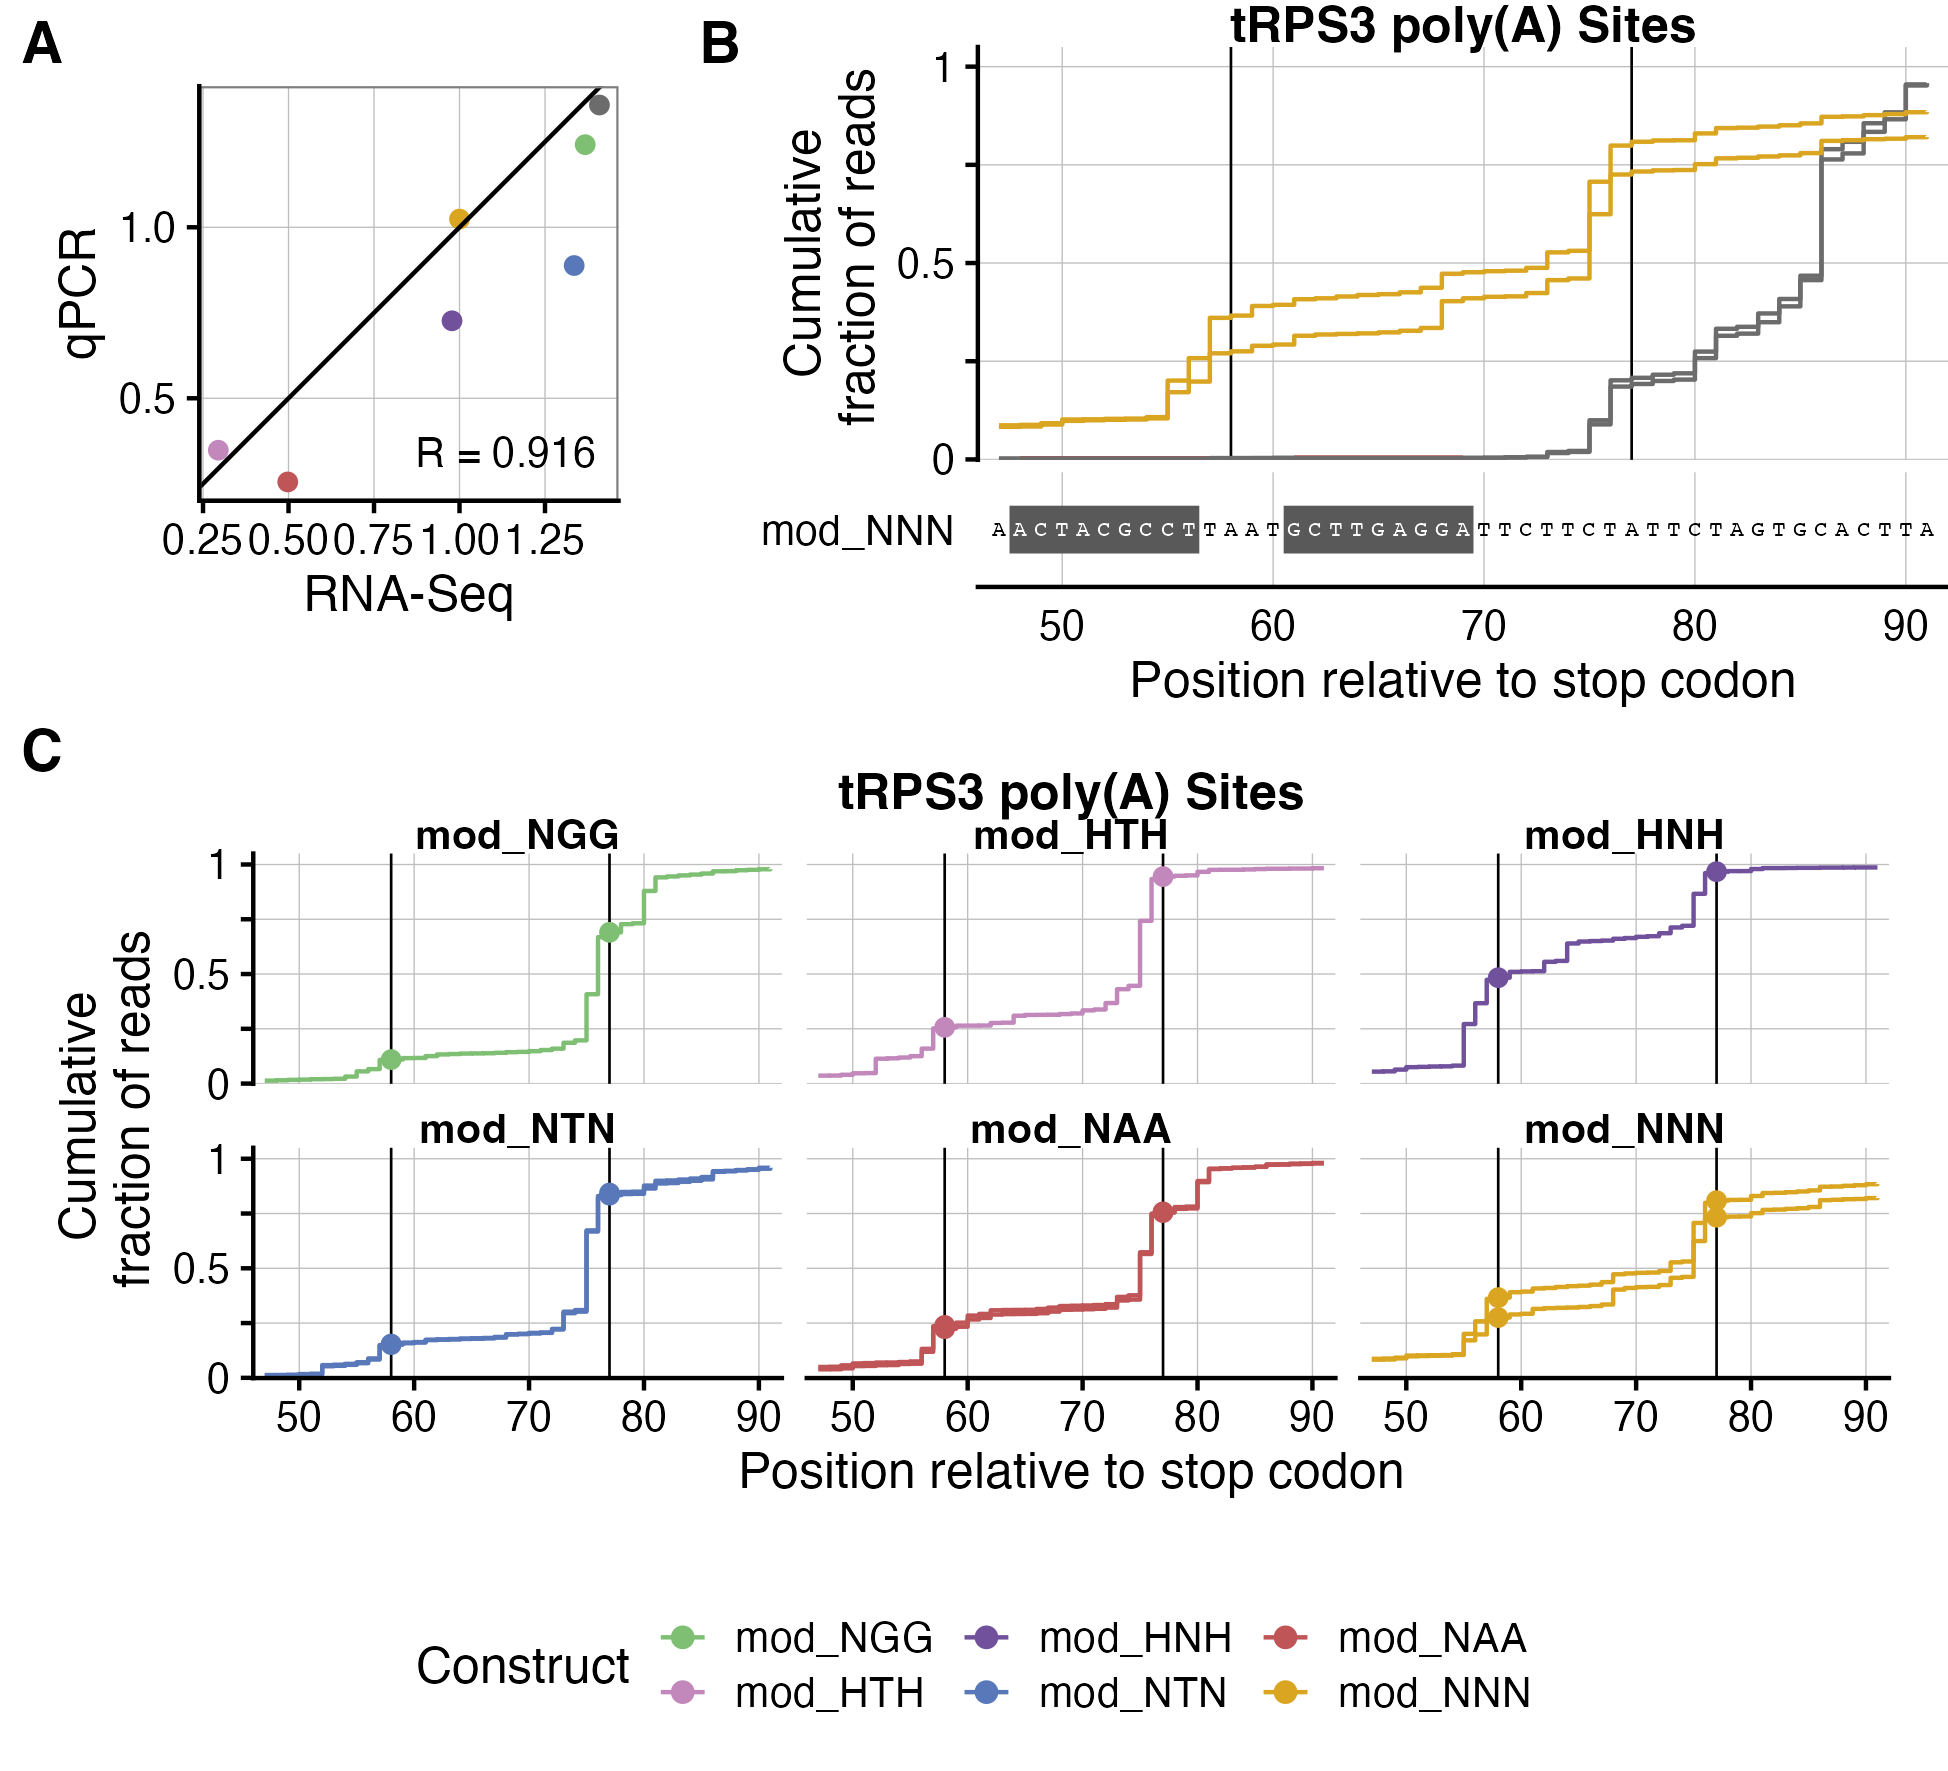 A
qPCR
1.0
0.5
R = 0.916
0.25 0.50 0.75 1.00 1.25
RNA-Seq
B
tRPS3 poly(A) Sites
Cumulative
fraction of reads
1
0.5
0
mod_NNN
AACTACGCCTTAATGCTTGAGGATTCTTCTATTCTAGTGCACTTA
50 60 70 80 90
Position relative to stop codon
C
tRPS3 poly(A) Sites
Cumulative
fraction of reads
mod_NGG mod_HTH mod_HNH
1
0.5
0
mod_NTN mod_NAA mod_NNN
1
0.5
0
50 60 70 80 90 50 60 70 80 90 50 60 70 80 90
Position relative to stop codon
Construct
mod_NGG mod_HNH mod_NAA
mod_HTH mod_NTN mod_NNN